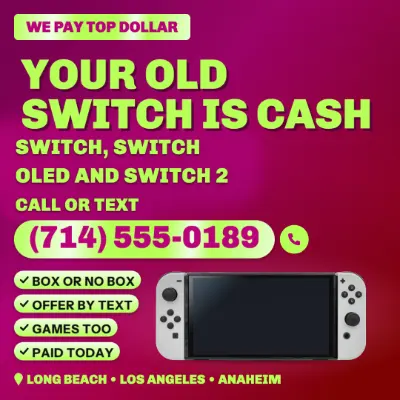 WE PAY TOP DOLLAR
YOUR OLD
SWITCH IS CASH
SWITCH, SWITCH
OLED AND SWITCH 2
CALL OR TEXT
(714) 555-0189
BOX OR NO BOX
OFFER BY TEXT
GAMES TOO
PAID TODAY
LONG BEACH • LOS ANGELES • ANAHEIM